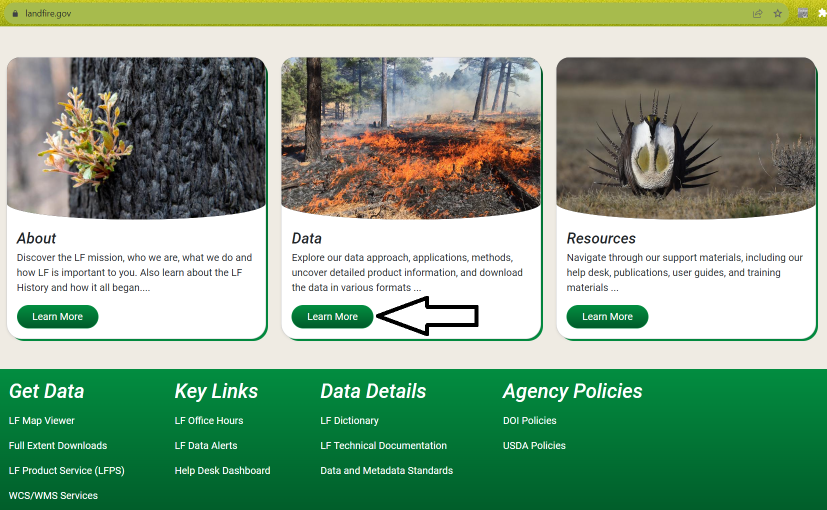 landfire.gov
About
Discover the LF mission, who we are, what we do and
how LF is important to you. Also learn about the LF
History and how it all began....
Learn More
Data
Explore our data approach, applications, methods,
uncover detailed product information, and download
the data in various formats ...
Learn More
Resources
Navigate through our support materials, including our
help desk, publications, user guides, and training
materials ...
Learn More
Get Data
LF Map Viewer
Full Extent Downloads
LF Product Service (LFPS)
WCS/WMS Services
Key Links
LF Office Hours
LF Data Alerts
Help Desk Dashboard
Data Details
LF Dictionary
LF Technical Documentation
Data and Metadata Standards
Agency Policies
DOI Policies
USDA Policies